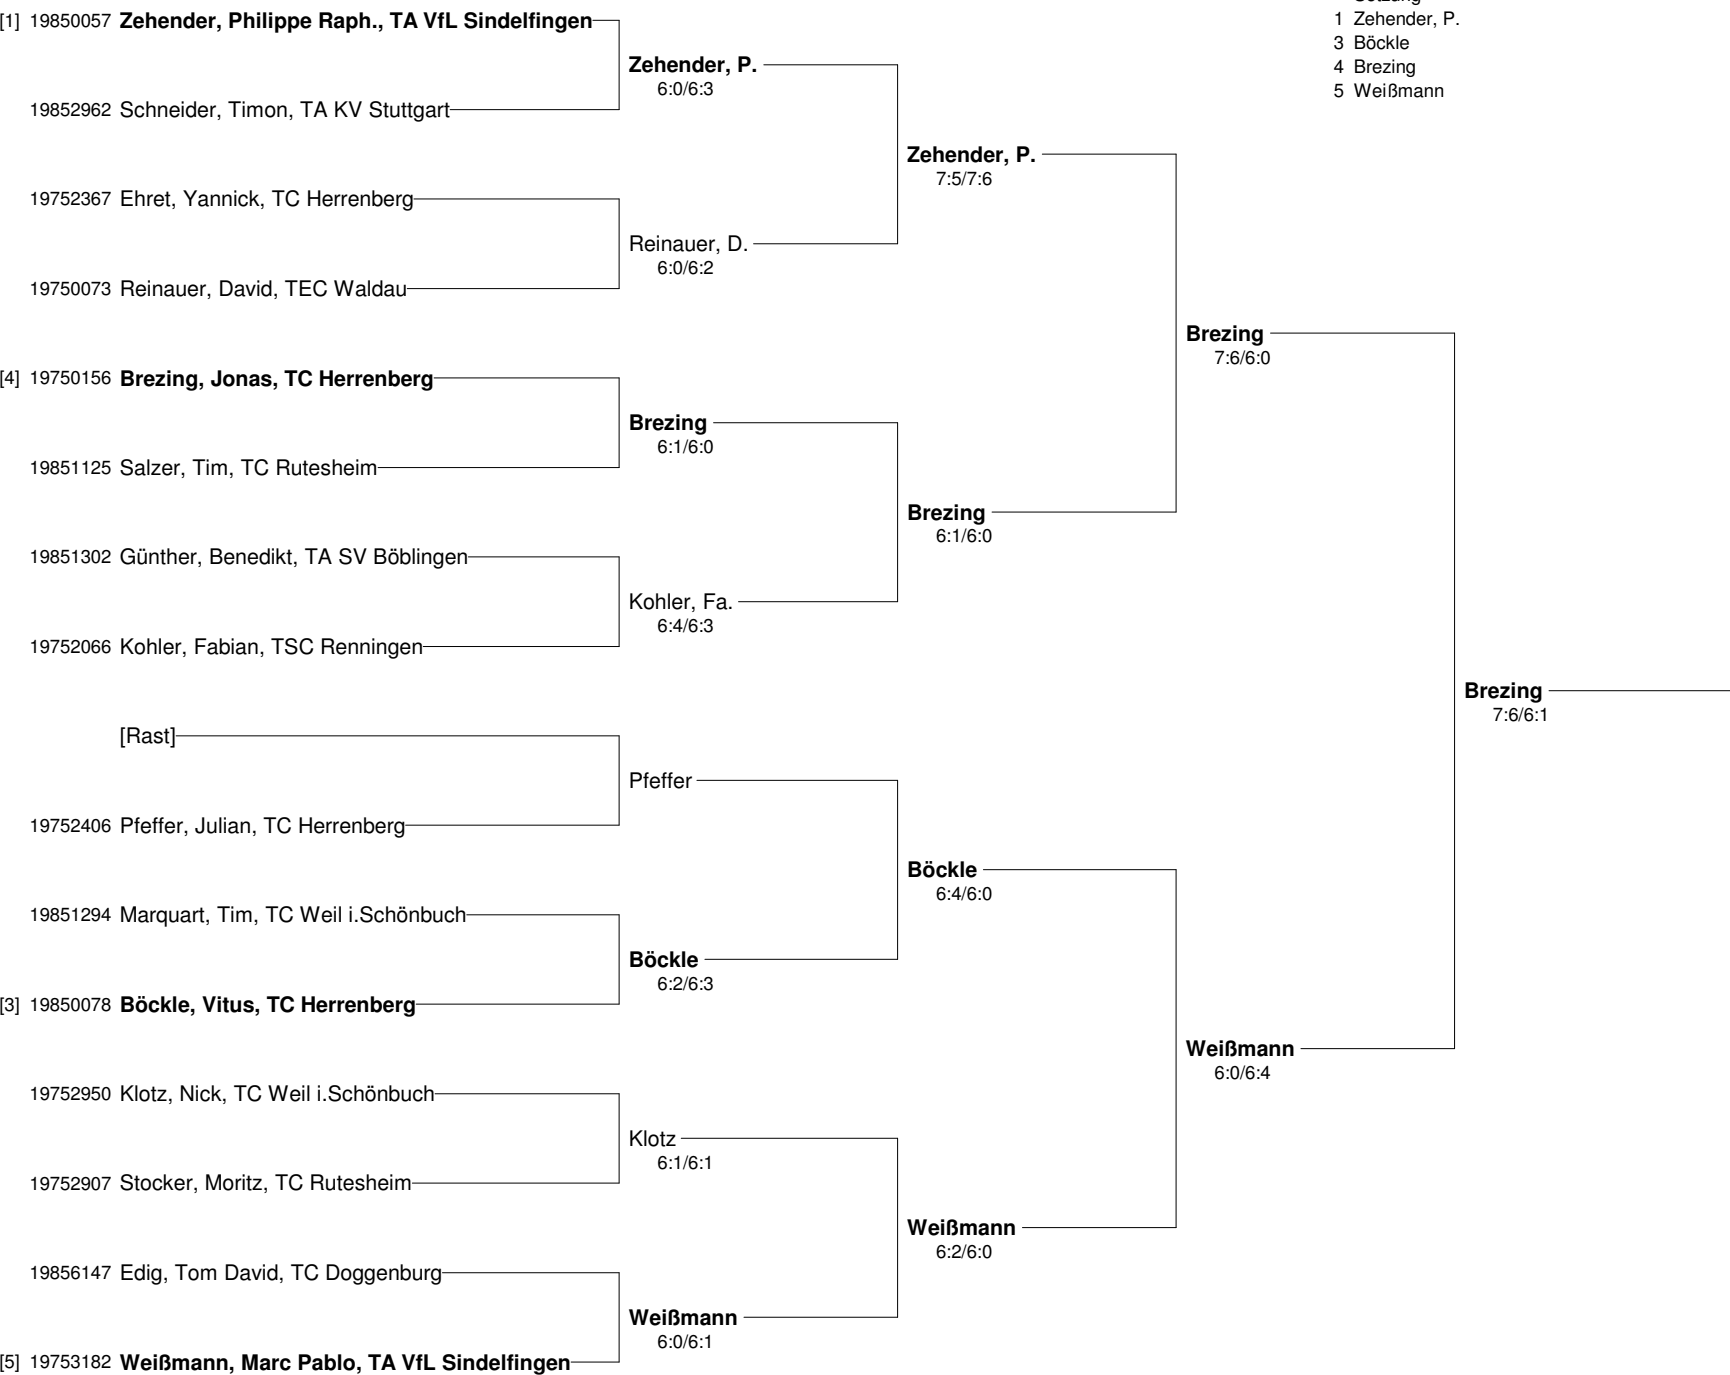 Setzung
1 Zehender, P.
3 Böckle
4 Brezing
5 Weißmann
[1] 19850057 Zehender, Philippe Raph., TA VfL Sindelfingen
Zehender, P.
6:0/6:3
19852962 Schneider, Timon, TA KV Stuttgart
Zehender, P.
7:5/7:6
19752367 Ehret, Yannick, TC Herrenberg
Reinauer, D.
6:0/6:2
19750073 Reinauer, David, TEC Waldau
Brezing
7:6/6:0
[4] 19750156 Brezing, Jonas, TC Herrenberg
Brezing
6:1/6:0
19851125 Salzer, Tim, TC Rutesheim
Brezing
6:1/6:0
19851302 Günther, Benedikt, TA SV Böblingen
Kohler, Fa.
6:4/6:3
19752066 Kohler, Fabian, TSC Renningen
Brezing
7:6/6:1
[Rast]
Pfeffer
19752406 Pfeffer, Julian, TC Herrenberg
Böckle
6:4/6:0
19851294 Marquart, Tim, TC Weil i.Schönbuch
Böckle
6:2/6:3
[3] 19850078 Böckle, Vitus, TC Herrenberg
Weißmann
6:0/6:4
19752950 Klotz, Nick, TC Weil i.Schönbuch
Klotz
6:1/6:1
19752907 Stocker, Moritz, TC Rutesheim
Weißmann
6:2/6:0
19856147 Edig, Tom David, TC Doggenburg
Weißmann
6:0/6:1
[5] 19753182 Weißmann, Marc Pablo, TA VfL Sindelfingen